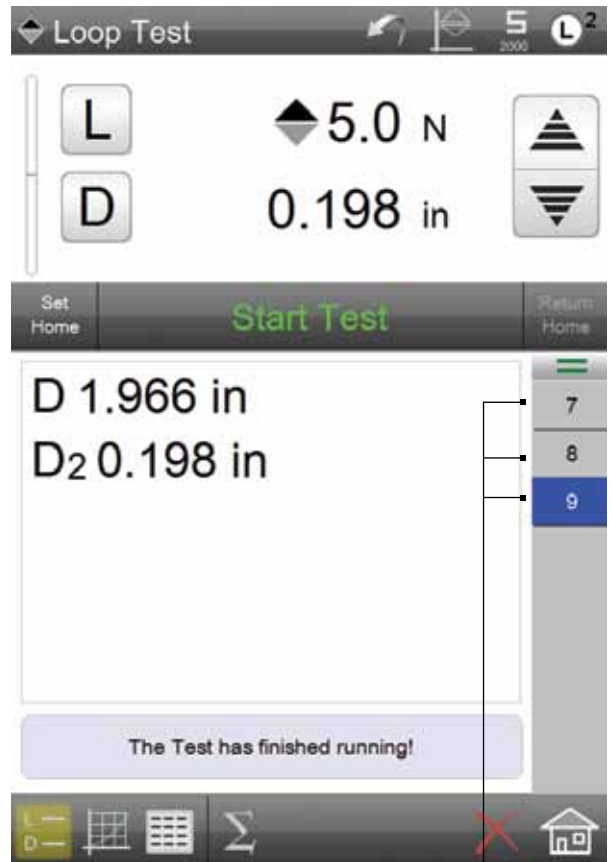 Loop Test 5 2000 L2
L 5.0 N
D 0.198 in
Set Home Start Test Return Home
D 1.966 in
D2 0.198 in
7
8
9
The Test has finished running!
L
D
Σ